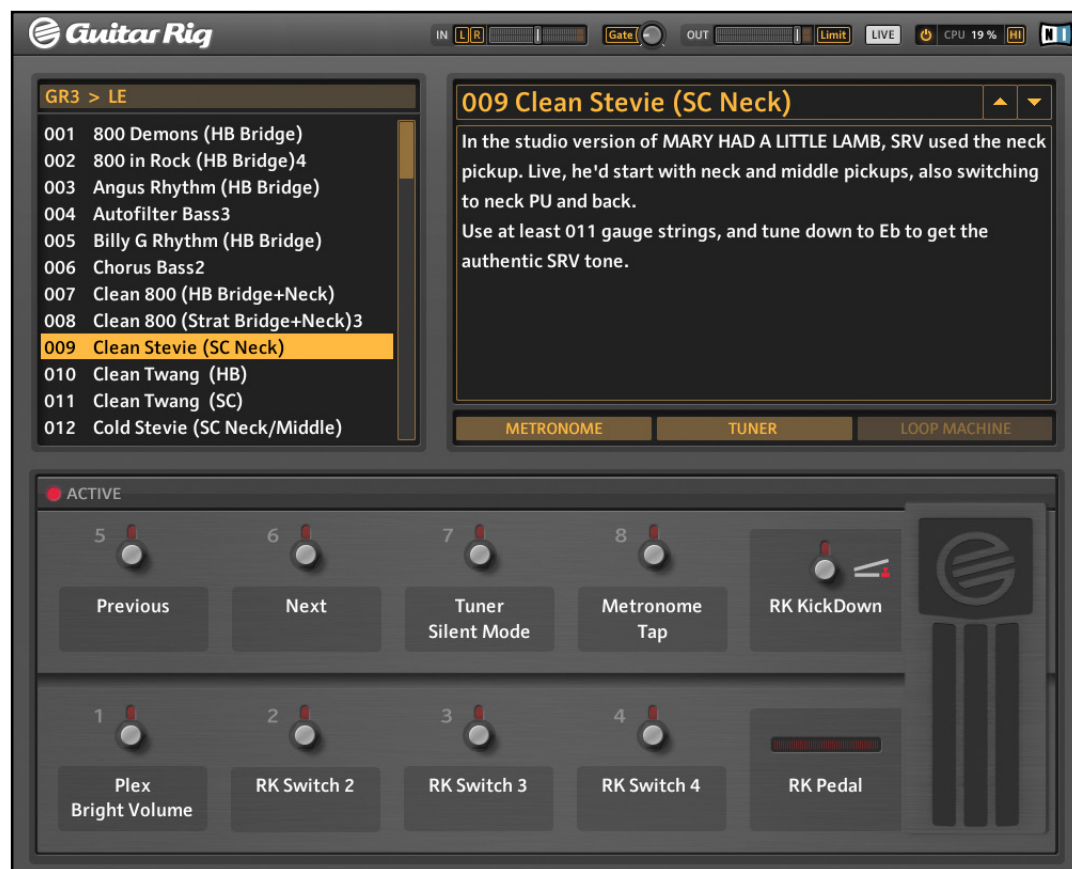 Guitar Rig
IN L R Gate OUT Limit LIVE CPU 19 % HI N I
GR3 > LE
001 800 Demons (HB Bridge)
002 800 in Rock (HB Bridge)4
003 Angus Rhythm (HB Bridge)
004 Autofilter Bass3
005 Billy G Rhythm (HB Bridge)
006 Chorus Bass2
007 Clean 800 (HB Bridge+Neck)
008 Clean 800 (Strat Bridge+Neck)3
009 Clean Stevie (SC Neck)
010 Clean Twang (HB)
011 Clean Twang (SC)
012 Cold Stevie (SC Neck/Middle)
009 Clean Stevie (SC Neck)
In the studio version of MARY HAD A LITTLE LAMB, SRV used the neck
pickup. Live, he'd start with neck and middle pickups, also switching
to neck PU and back.
Use at least 011 gauge strings, and tune down to Eb to get the
authentic SRV tone.
METRONOME TUNER LOOP MACHINE
ACTIVE
5 6 7 8
Previous Next Tuner Metronome RK KickDown
Silent Mode Tap
1 2 3 4
Plex RK Switch 2 RK Switch 3 RK Switch 4 RK Pedal
Bright Volume